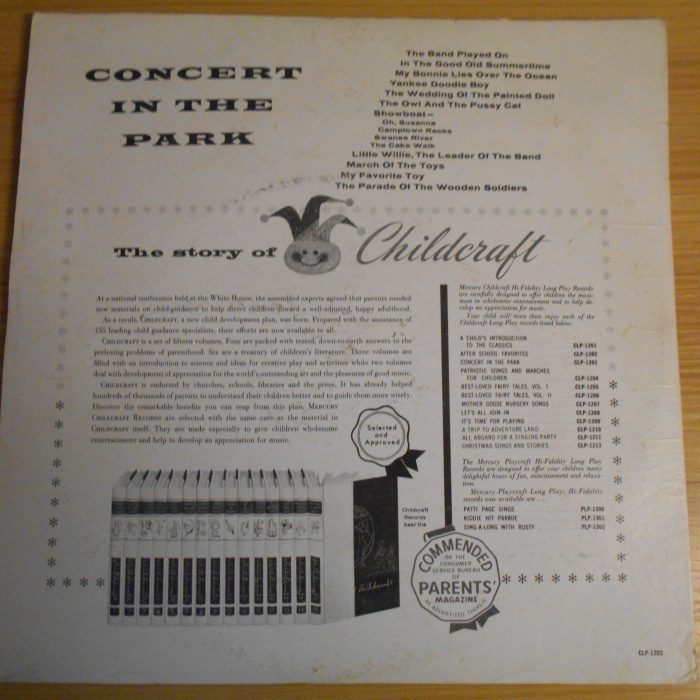 CONCERT
IN THE
PARK
The Band Played On
In The Good Old Summertime
My Bonnie Lies Over The Ocean
Yankee Doodle Boy
The Wedding Of The Painted Doll
The Owl And The Pussy Cat
Showboat—
Oh, Susanna
Camptown Races
Swanee River
The Cake Walk
Little Willie, The Leader Of The Band
March Of The Toys
My Favorite Toy
The Parade Of The Wooden Soldiers
The story of Childcraft
At a national conference held at the White House, the assembled experts agreed that parents needed
new materials on child-guidance to help direct children toward a well-adjusted, happy adulthood.
As a result, CHILDCRAFT, a new child development plan, was born. Prepared with the assistance of
155 leading child guidance specialists, their efforts are now available to all.
CHILDCRAFT is a set of fifteen volumes. Four are packed with tested, down-to-earth answers to the
perplexing problems of parenthood. Six are a treasury of children's literature. Three volumes are
filled with an introduction to science and ideas for creative play and activities while two volumes
deal with development of appreciation for the world's outstanding art and the pleasures of good music.
CHILDCRAFT is endorsed by churches, schools, libraries and the press. It has already helped
hundreds of thousands of parents to understand their children better and to guide them more wisely.
Discover the remarkable benefits you can reap from this plan. MERCURY
CHILDCRAFT RECORDS are selected with the same care as the material in
CHILDCRAFT itself. They are made especially to give children wholesome
entertainment and help to develop an appreciation for music.
Selected
and
Approved
Childcraft
Childcraft
Records
bear the
COMMENDED
BY THE
CONSUMER
SERVICE BUREAU
OF
PARENTS'
MAGAZINE
AS ADVERTISED THEREIN
Mercury Childcraft Hi-Fidelity Long Play Records
are carefully designed to offer children the maxi-
mum in wholesome entertainment and to help de-
velop an appreciation for music.
Your child will more than enjoy each of the
Childcraft Long Play records listed below:
A CHILD'S INTRODUCTION
TO THE CLASSICS CLP-1201
AFTER SCHOOL FAVORITES CLP-1202
CONCERT IN THE PARK CLP-1203
PATRIOTIC SONGS AND MARCHES
FOR CHILDREN CLP-1204
BEST-LOVED FAIRY TALES, VOL. I CLP-1205
BEST-LOVED FAIRY TALES, VOL. II CLP-1206
MOTHER GOOSE NURSERY SONGS CLP-1207
LET'S ALL JOIN IN CLP-1208
IT'S TIME FOR PLAYING CLP-1209
A TRIP TO ADVENTURE LAND CLP-1210
ALL ABOARD FOR A SINGING PARTY CLP-1211
CHRISTMAS SONGS AND STORIES CLP-1213
The Mercury Playcraft Hi-Fidelity Long Play
Records are designed to offer your children many
delightful hours of fun, entertainment and relaxa-
tion.
Mercury-Playcraft Long Play, Hi-Fidelity
records now available are . . .
PATTI PAGE SINGS PLP-1300
KIDDIE HIT PARADE PLP-1301
SING-A-LONG WITH RUSTY PLP-1302
CLP-1203